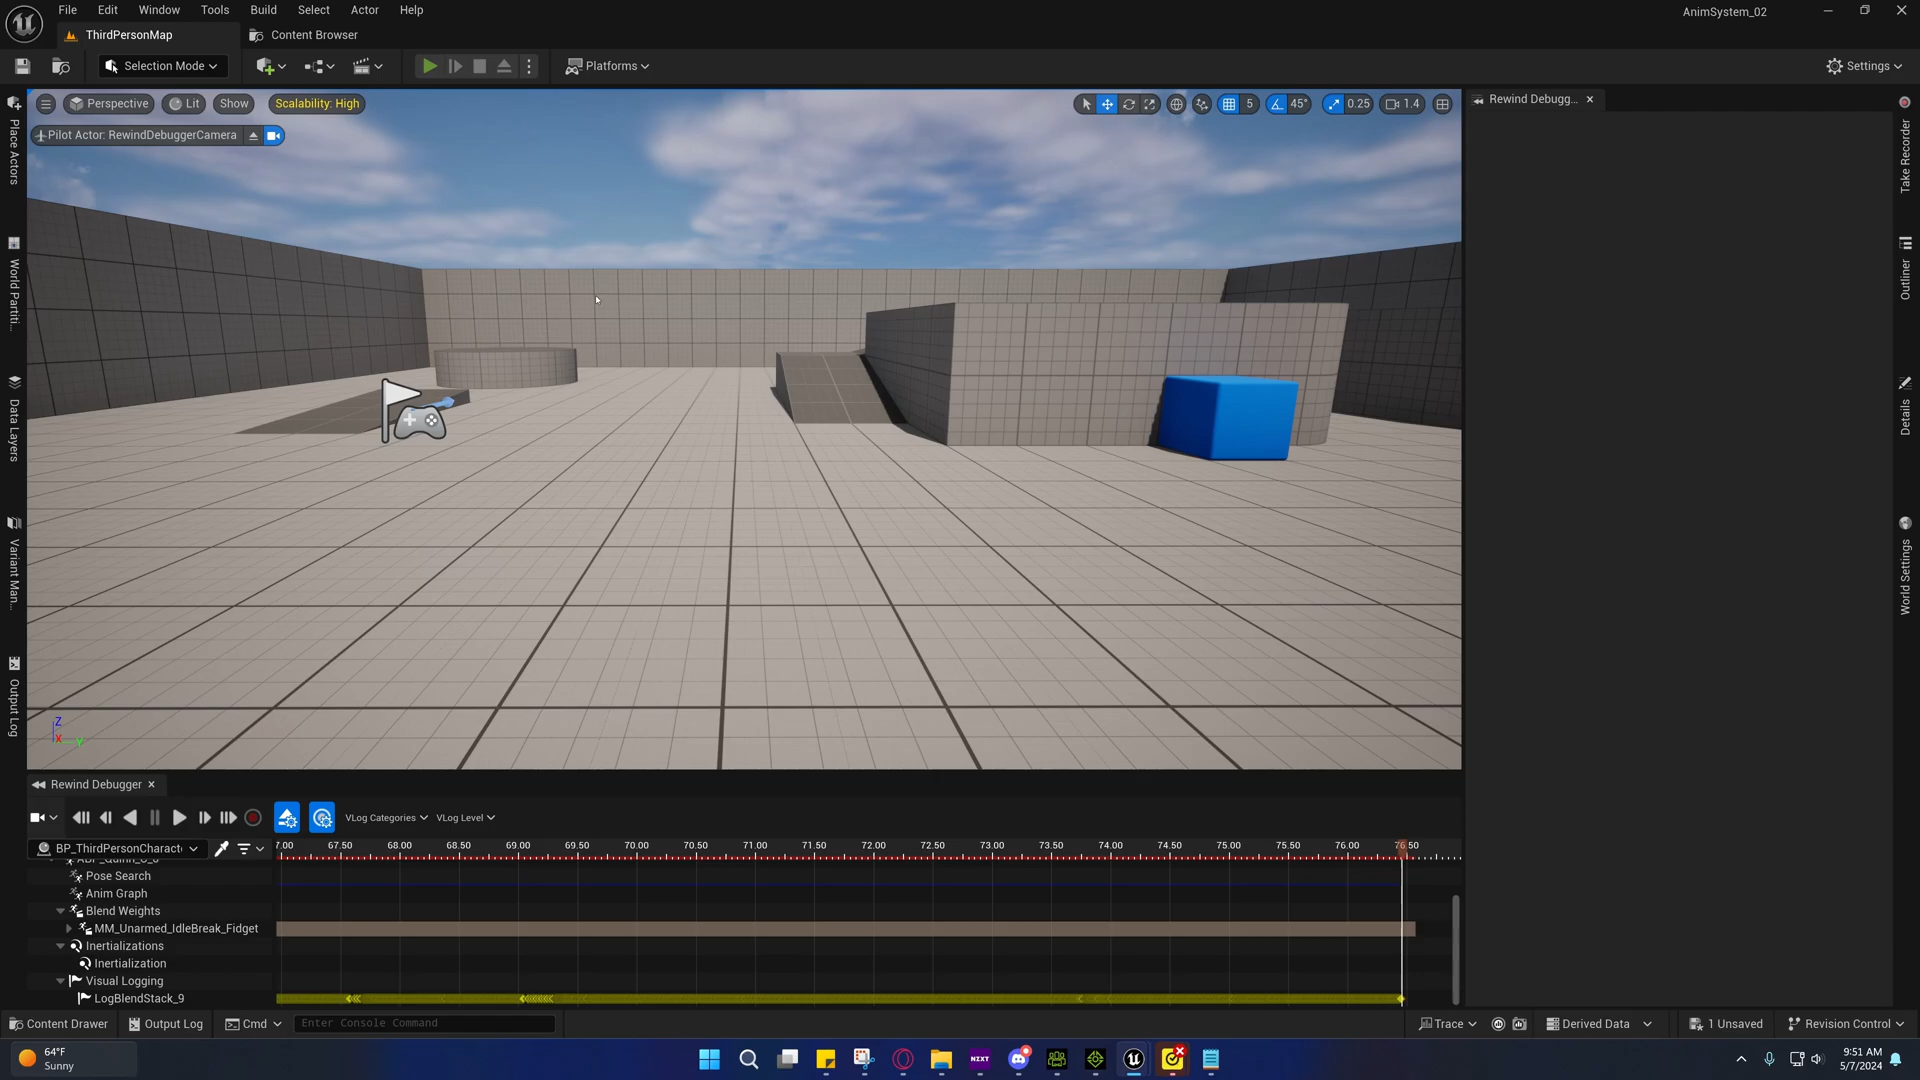 File Edit Window Tools Build Select Actor Help
AnimSystem_02
ThirdPersonMap
Content Browser
Selection Mode
Platforms
Settings
Perspective Lit Show Scalability: High
5 45° 0.25 1.4
Rewind Debugg...
Pilot Actor: RewindDebuggerCamera
Place Actors
World Partiti...
Data Layers
Variant Man...
Output Log
Take Recorder
Outliner
Details
World Settings
Z
X
Y
Rewind Debugger
VLog Categories VLog Level
BP_ThirdPersonCharact
7.00 67.50 68.00 68.50 69.00 69.50 70.00 70.50 71.00 71.50 72.00 72.50 73.00 73.50 74.00 74.50 75.00 75.50 76.00 76.50
Pose Search
Anim Graph
Blend Weights
MM_Unarmed_IdleBreak_Fidget
Inertializations
Inertialization
Visual Logging
LogBlendStack_9
Content Drawer Output Log Cmd Enter Console Command
Trace Derived Data 1 Unsaved Revision Control
64°F
Sunny
NZXT
9:51 AM
5/7/2024